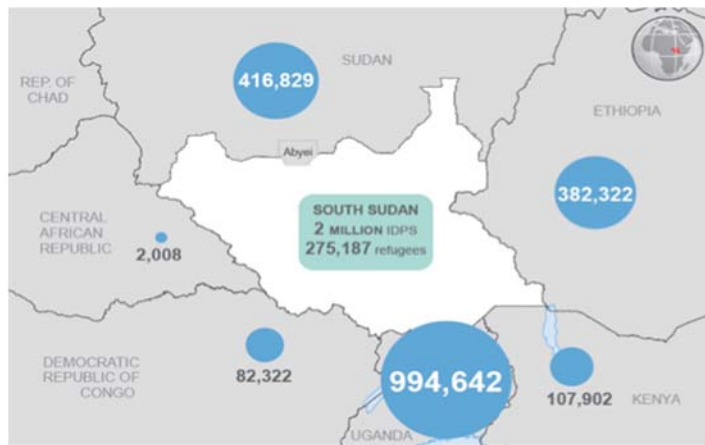 416,829
SUDAN
REP. OF
CHAD
ETHIOPIA
Abyei
382,322
SOUTH SUDAN
2 MILLION IDPS
275,187 refugees
CENTRAL
AFRICAN
REPUBLIC
2,008
DEMOCRATIC
REPUBLIC OF
CONGO
82,322
994,642
107,902
KENYA
UGANDA